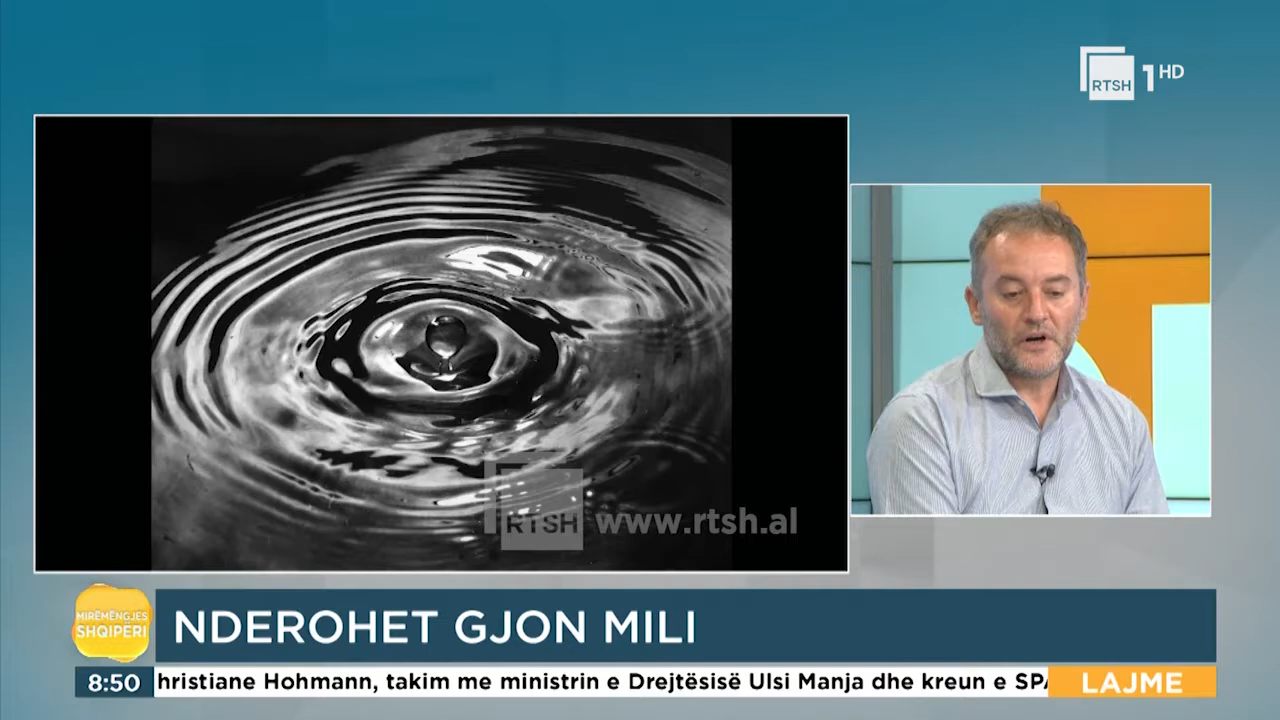 RTSH 1 HD
RTSH www.rtsh.al
MIRËMËNGJES
SHQIPËRI
NDEROHET GJON MILI
8:50
hristiane Hohmann, takim me ministrin e Drejtësisë Ulsi Manja dhe kreun e SPA
LAJME